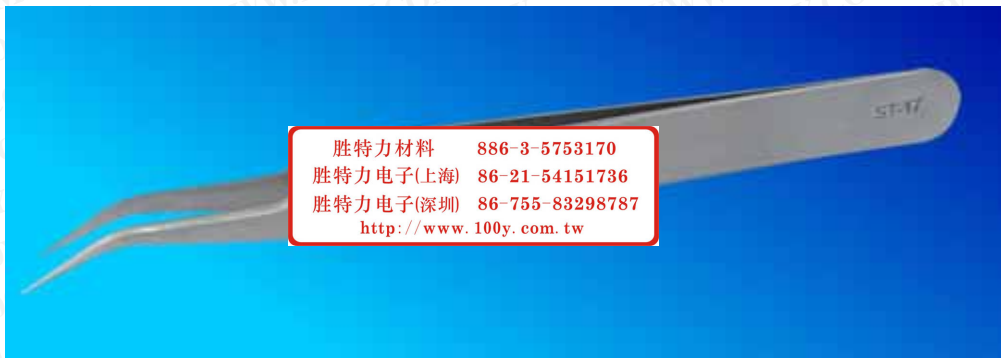 ST-17
胜特力材料 886-3-5753170
胜特力电子(上海) 86-21-54151736
胜特力电子(深圳) 86-755-83298787
http://www.100y.com.tw